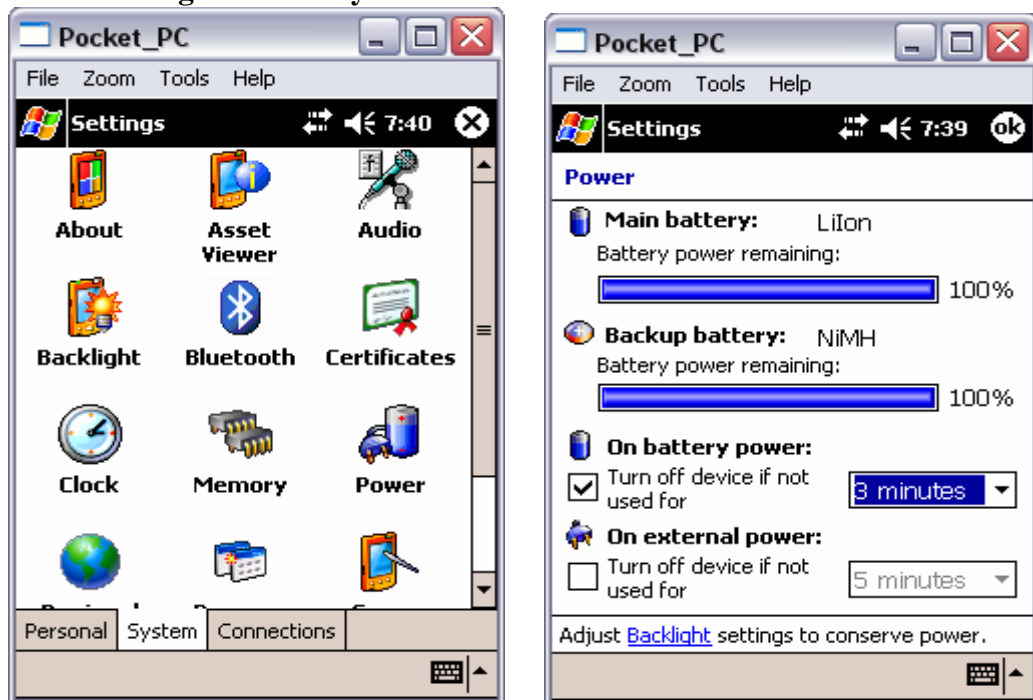 Pocket_PC
File Zoom Tools Help
Settings 7:40
About Asset Viewer Audio
Backlight Bluetooth Certificates
Clock Memory Power
Personal System Connections
Pocket_PC
File Zoom Tools Help
Settings 7:39 ok
Power
Main battery: LiIon
Battery power remaining:
100%
Backup battery: NiMH
Battery power remaining:
100%
On battery power:
Turn off device if not
used for 3 minutes
On external power:
Turn off device if not
used for 5 minutes
Adjust Backlight settings to conserve power.